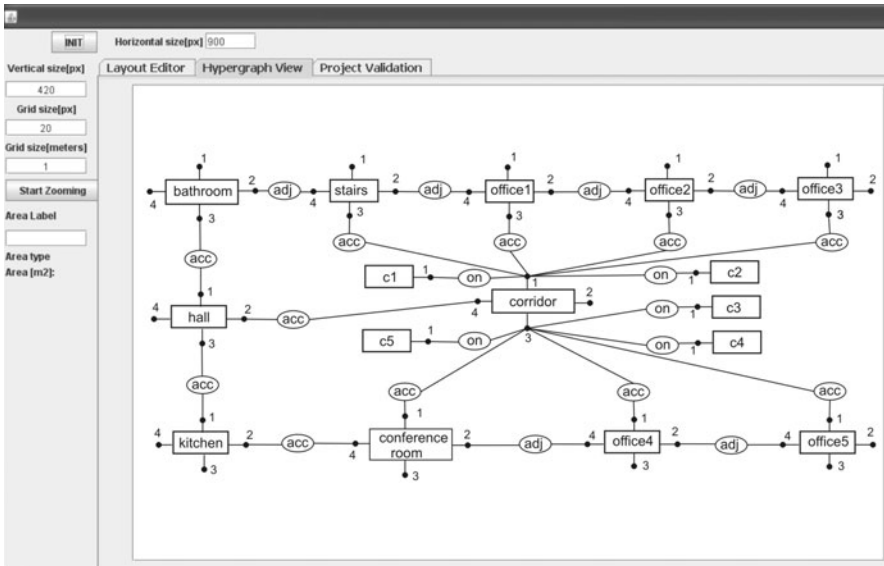 INIT Horizontal size[px] 900
Vertical size[px] Layout Editor Hypergraph View Project Validation
420
Grid size[px]
20
Grid size[meters]
1
Start Zooming
Area Label
Area type
Area [m2]:
1 1 1 1 1
bathroom 2 adj stairs 2 adj office1 2 adj office2 2 adj office3 2
4 4 4 4 4
3 3 3 3 3
acc acc acc acc acc
c1 1 on on 1 c2
1
1 corridor 2
4 hall 2 acc 4 on 1 c3
3 c5 1 on 3 on 1 c4
acc acc acc acc
1 1 1 1
4 kitchen 2 acc 4 conference room 2 adj 4 office4 2 adj 4 office5 2
3 3 3 3